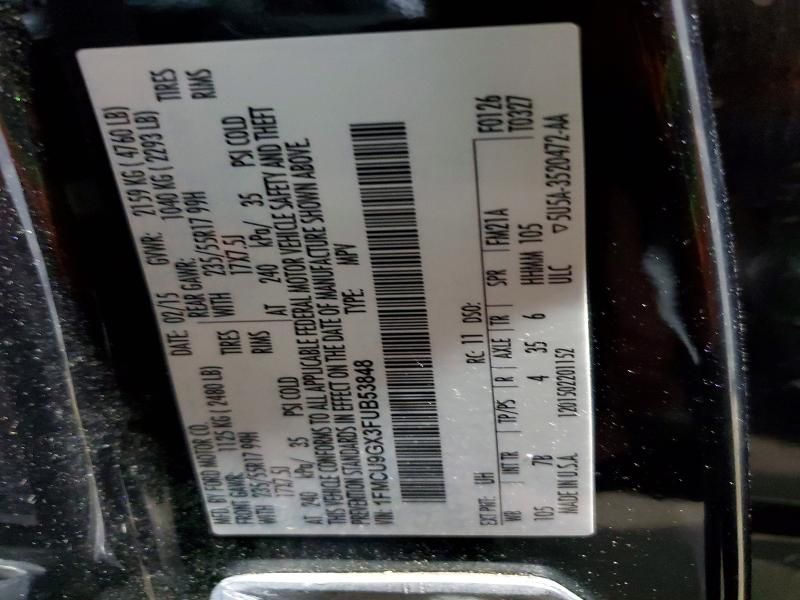 MFD. BY FORD MOTOR CO.
DATE: 02/15 GVWR: 2159 KG ( 4760 LB)
FRONT GAWR: 1125 KG ( 2480 LB) REAR GAWR: 1040 KG ( 2293 LB)
WITH 235/55R17 99H TIRES WITH 235/55R17 99H TIRES
17X7.5J RIMS 17X7.5J RIMS
AT 240 kPa/ 35 PSI COLD AT 240 kPa/ 35 PSI COLD
THIS VEHICLE CONFORMS TO ALL APPLICABLE FEDERAL MOTOR VEHICLE SAFETY AND THEFT
PREVENTION STANDARDS IN EFFECT ON THE DATE OF MANUFACTURE SHOWN ABOVE.
VIN: 1FMCU9GX3FUB53848 TYPE: MPV
EXT PNT: UH RC: 11 DSO: F0126
WB INTTR TP/PS R AXLE TR SPR FM21A T0327
105 7B 4 35 6 HHMM 105
MADE IN U.S.A. 1201502201152 ULC ▽5U5A-3520472-AA